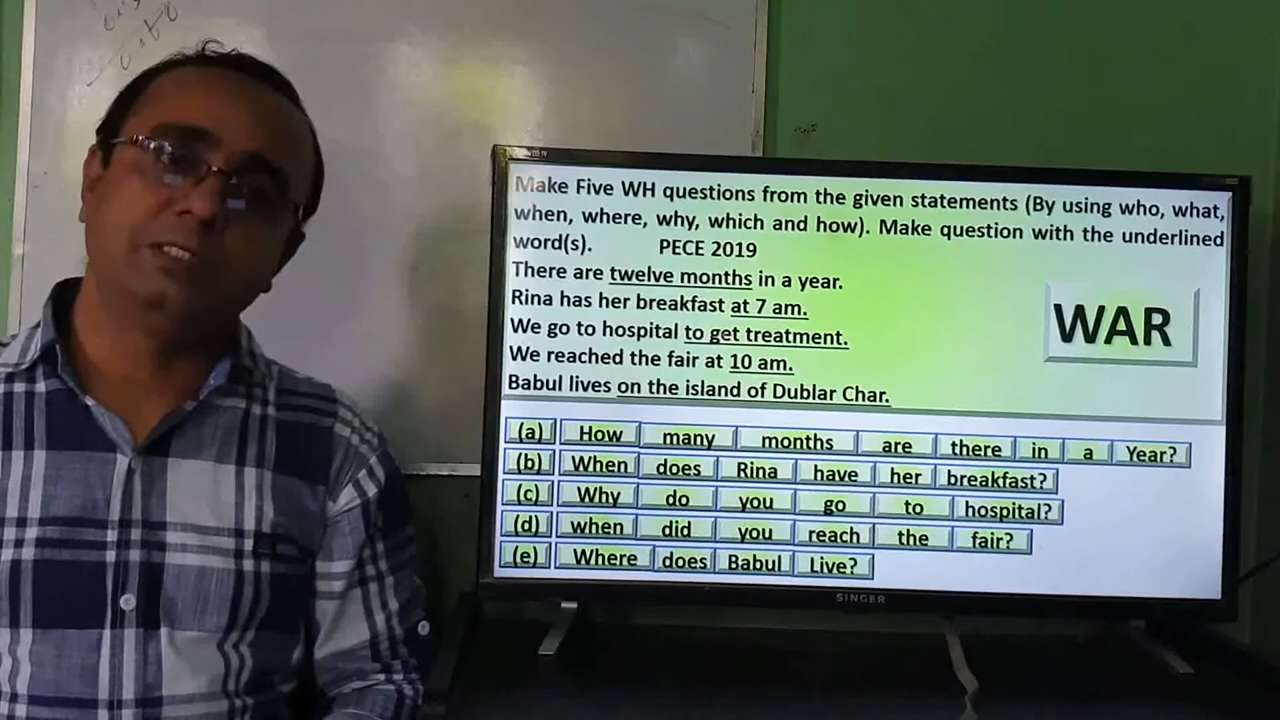 Make Five WH questions from the given statements (By using who, what,
when, where, why, which and how). Make question with the underlined
word(s). PECE 2019
There are twelve months in a year.
Rina has her breakfast at 7 am.
We go to hospital to get treatment.
We reached the fair at 10 am.
Babul lives on the island of Dublar Char.
WAR
(a) How many months are there in a Year?
(b) When does Rina have her breakfast?
(c) Why do you go to hospital?
(d) when did you reach the fair?
(e) Where does Babul Live?
SINGER